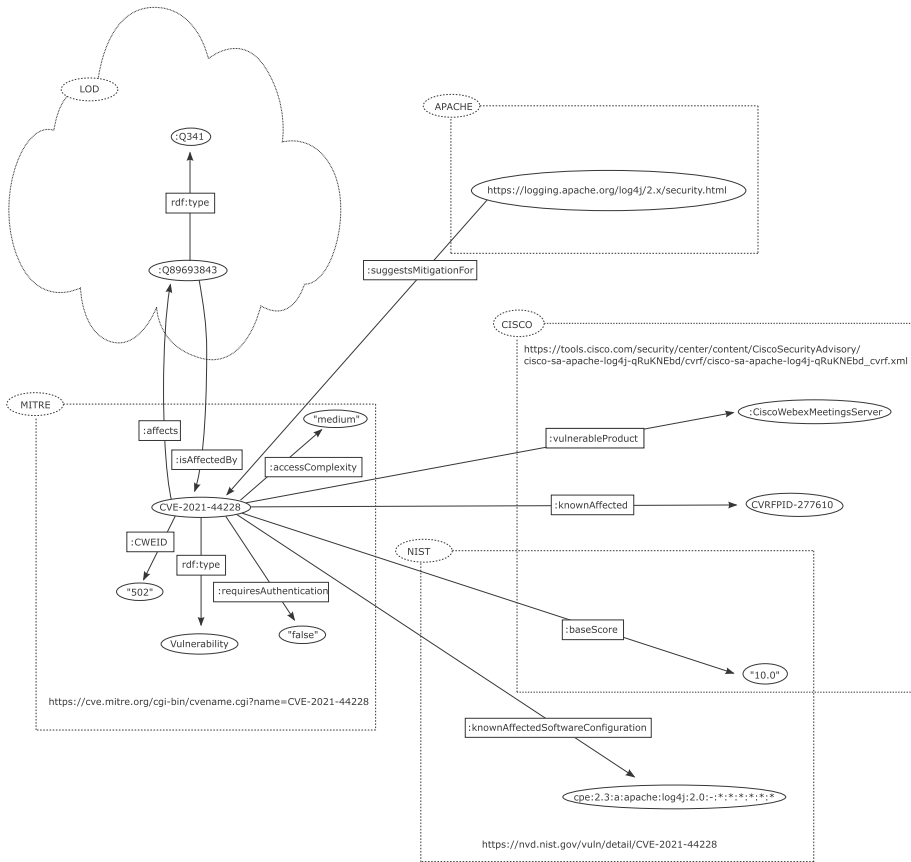 LOD
:Q341
rdf:type
:Q89693843
APACHE
https://logging.apache.org/log4j/2.x/security.html
:suggestsMitigationFor
CISCO
https://tools.cisco.com/security/center/content/CiscoSecurityAdvisory/
cisco-sa-apache-log4j-qRuKNEbd/cvrf/cisco-sa-apache-log4j-qRuKNEbd_cvrf.xml
MITRE
:affects
:isAffectedBy
"medium"
:accessComplexity
:vulnerableProduct
:CiscoWebexMeetingsServer
CVE-2021-44228
:knownAffected
CVRFPID-277610
:CWEID
rdf:type
:requiresAuthentication
"502"
Vulnerability
"false"
NIST
:baseScore
"10.0"
https://cve.mitre.org/cgi-bin/cvename.cgi?name=CVE-2021-44228
:knownAffectedSoftwareConfiguration
cpe:2.3:a:apache:log4j:2.0:-:*:*:*:*:*:*
https://nvd.nist.gov/vuln/detail/CVE-2021-44228